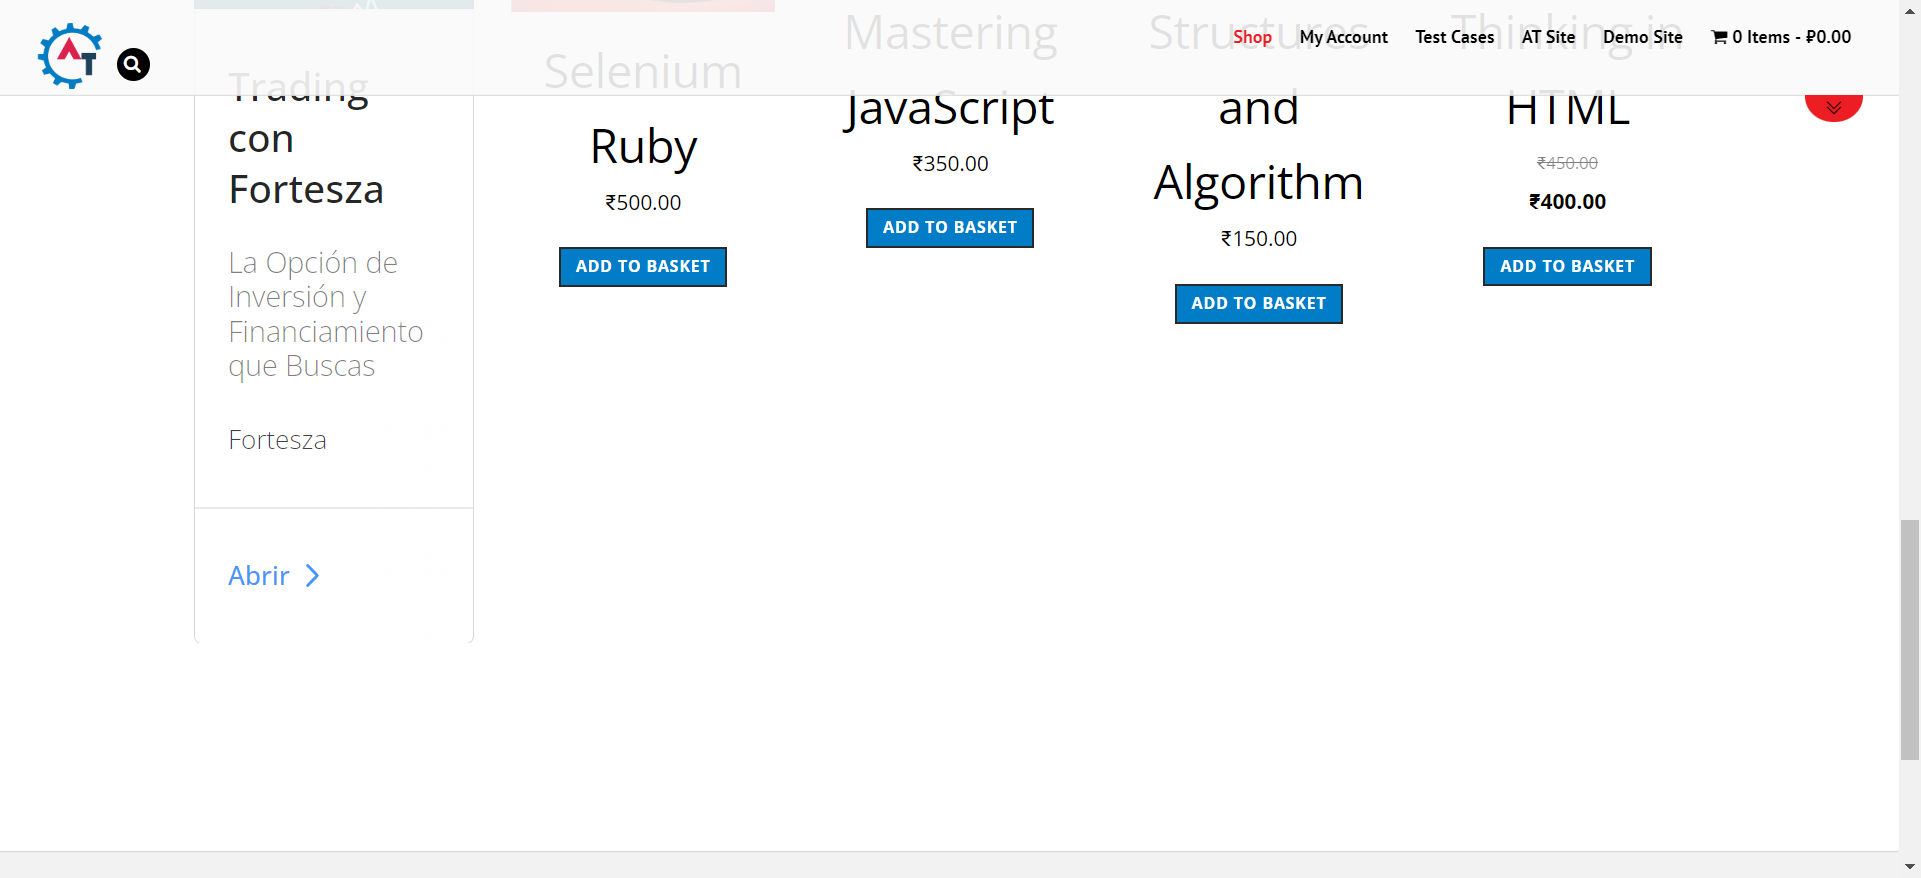 AT
Shop
My Account
Test Cases
AT Site
Demo Site
0 Items - ₽0.00
Trading
con
Fortesza
La Opción de
Inversión y
Financiamiento
que Buscas
Fortesza
Abrir
Selenium
Ruby
₹500.00
ADD TO BASKET
Mastering
JavaScript
₹350.00
ADD TO BASKET
Structures
and
Algorithm
₹150.00
ADD TO BASKET
Thinking in
HTML
₹450.00
₹400.00
ADD TO BASKET